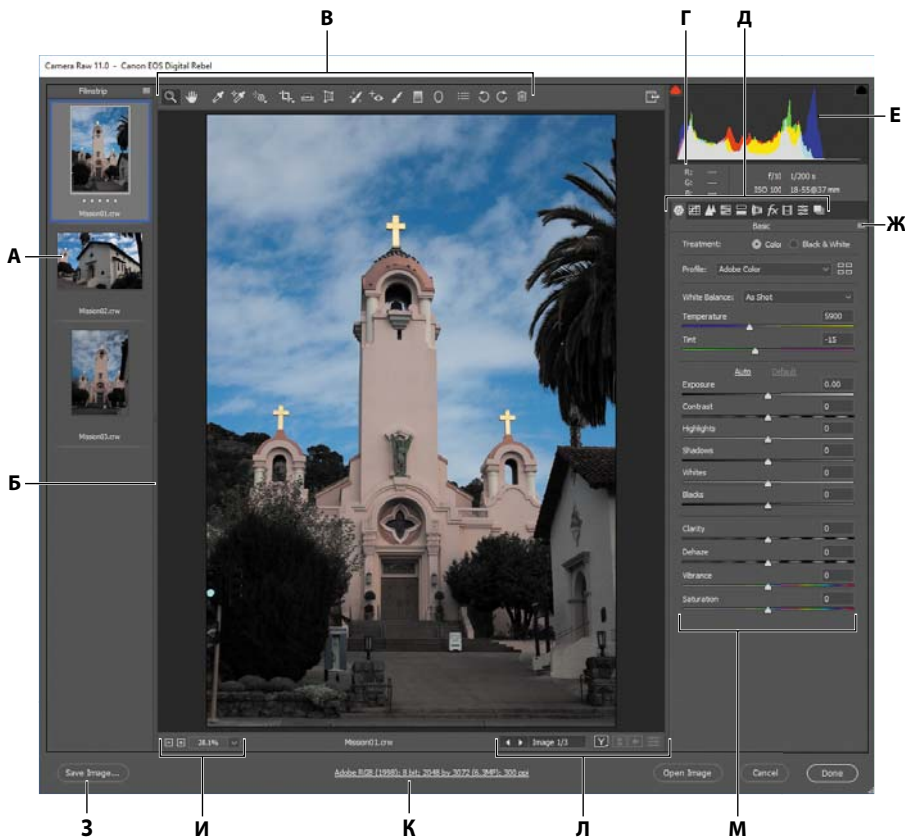 В
Г
Д
Camera Raw 11.0 - Canon EOS Digital Rebel
Filmstrip
Е
R: ---
G: ---
f/10 1/200 s
ISO 100 18-55@37 mm
Mission01.crw
Basic
Ж
Treatment: Color Black & White
А
Profile: Adobe Color
Mission02.crw
White Balance: As Shot
Temperature 5900
Tint -15
Auto Default
Exposure 0.00
Contrast 0
Mission03.crw
Highlights 0
Shadows 0
Б
Whites 0
Blacks 0
Clarity 0
Dehaze 0
Vibrance 0
Saturation 0
28.1% Mission01.crw Image 1/3 Y
Save Image... Adobe RGB (1998); 8 bit; 2048 by 3072 (6.3MP); 300 ppi Open Image Cancel Done
З
И
К
Л
М